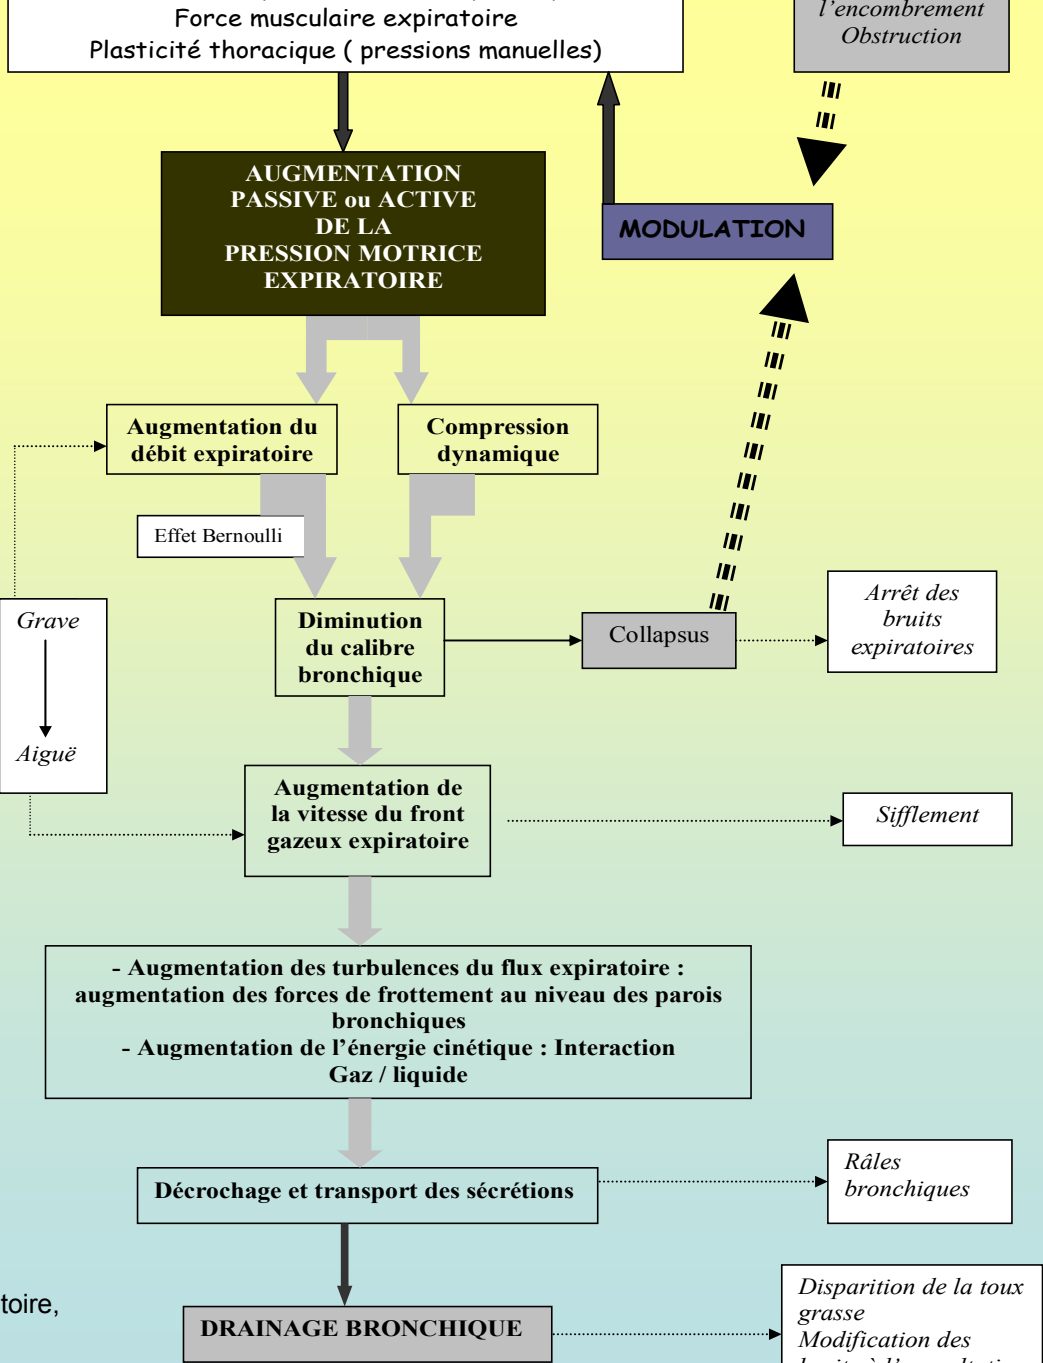 Force musculaire expiratoire
Plasticité thoracique ( pressions manuelles)
l’encombrement
Obstruction
AUGMENTATION
PASSIVE ou ACTIVE
DE LA
PRESSION MOTRICE
EXPIRATOIRE
MODULATION
Augmentation du
débit expiratoire
Compression
dynamique
Effet Bernoulli
Grave
Aiguë
Diminution
du calibre
bronchique
Collapsus
Arrêt des
bruits
expiratoires
Augmentation de
la vitesse du front
gazeux expiratoire
Sifflement
- Augmentation des turbulences du flux expiratoire :
augmentation des forces de frottement au niveau des parois
bronchiques
- Augmentation de l’énergie cinétique : Interaction
Gaz / liquide
Décrochage et transport des sécrétions
Râles
bronchiques
toire,
DRAINAGE BRONCHIQUE
Disparition de la toux
grasse
Modification des